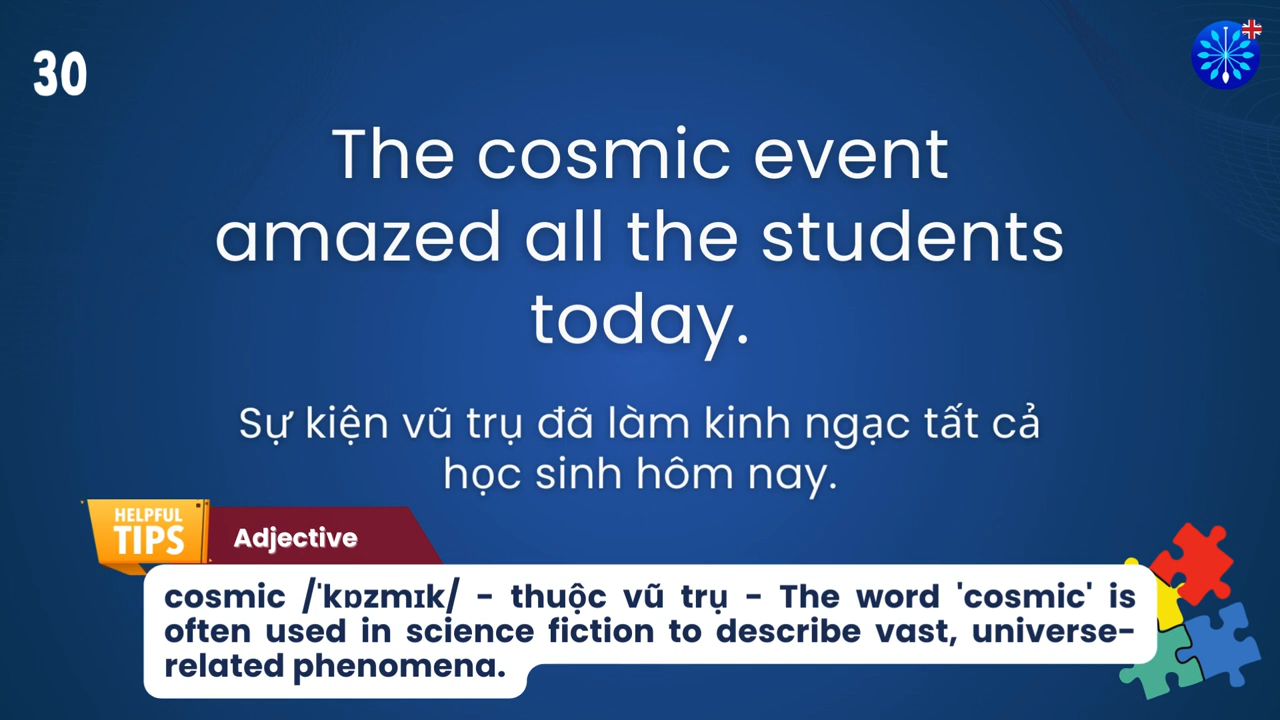 30
The cosmic event
amazed all the students
today.
Sự kiện vũ trụ đã làm kinh ngạc tất cả
học sinh hôm nay.
HELPFUL
TIPS
Adjective
cosmic /ˈkɒzmɪk/ - thuộc vũ trụ - The word 'cosmic' is
often used in science fiction to describe vast, universe-
related phenomena.